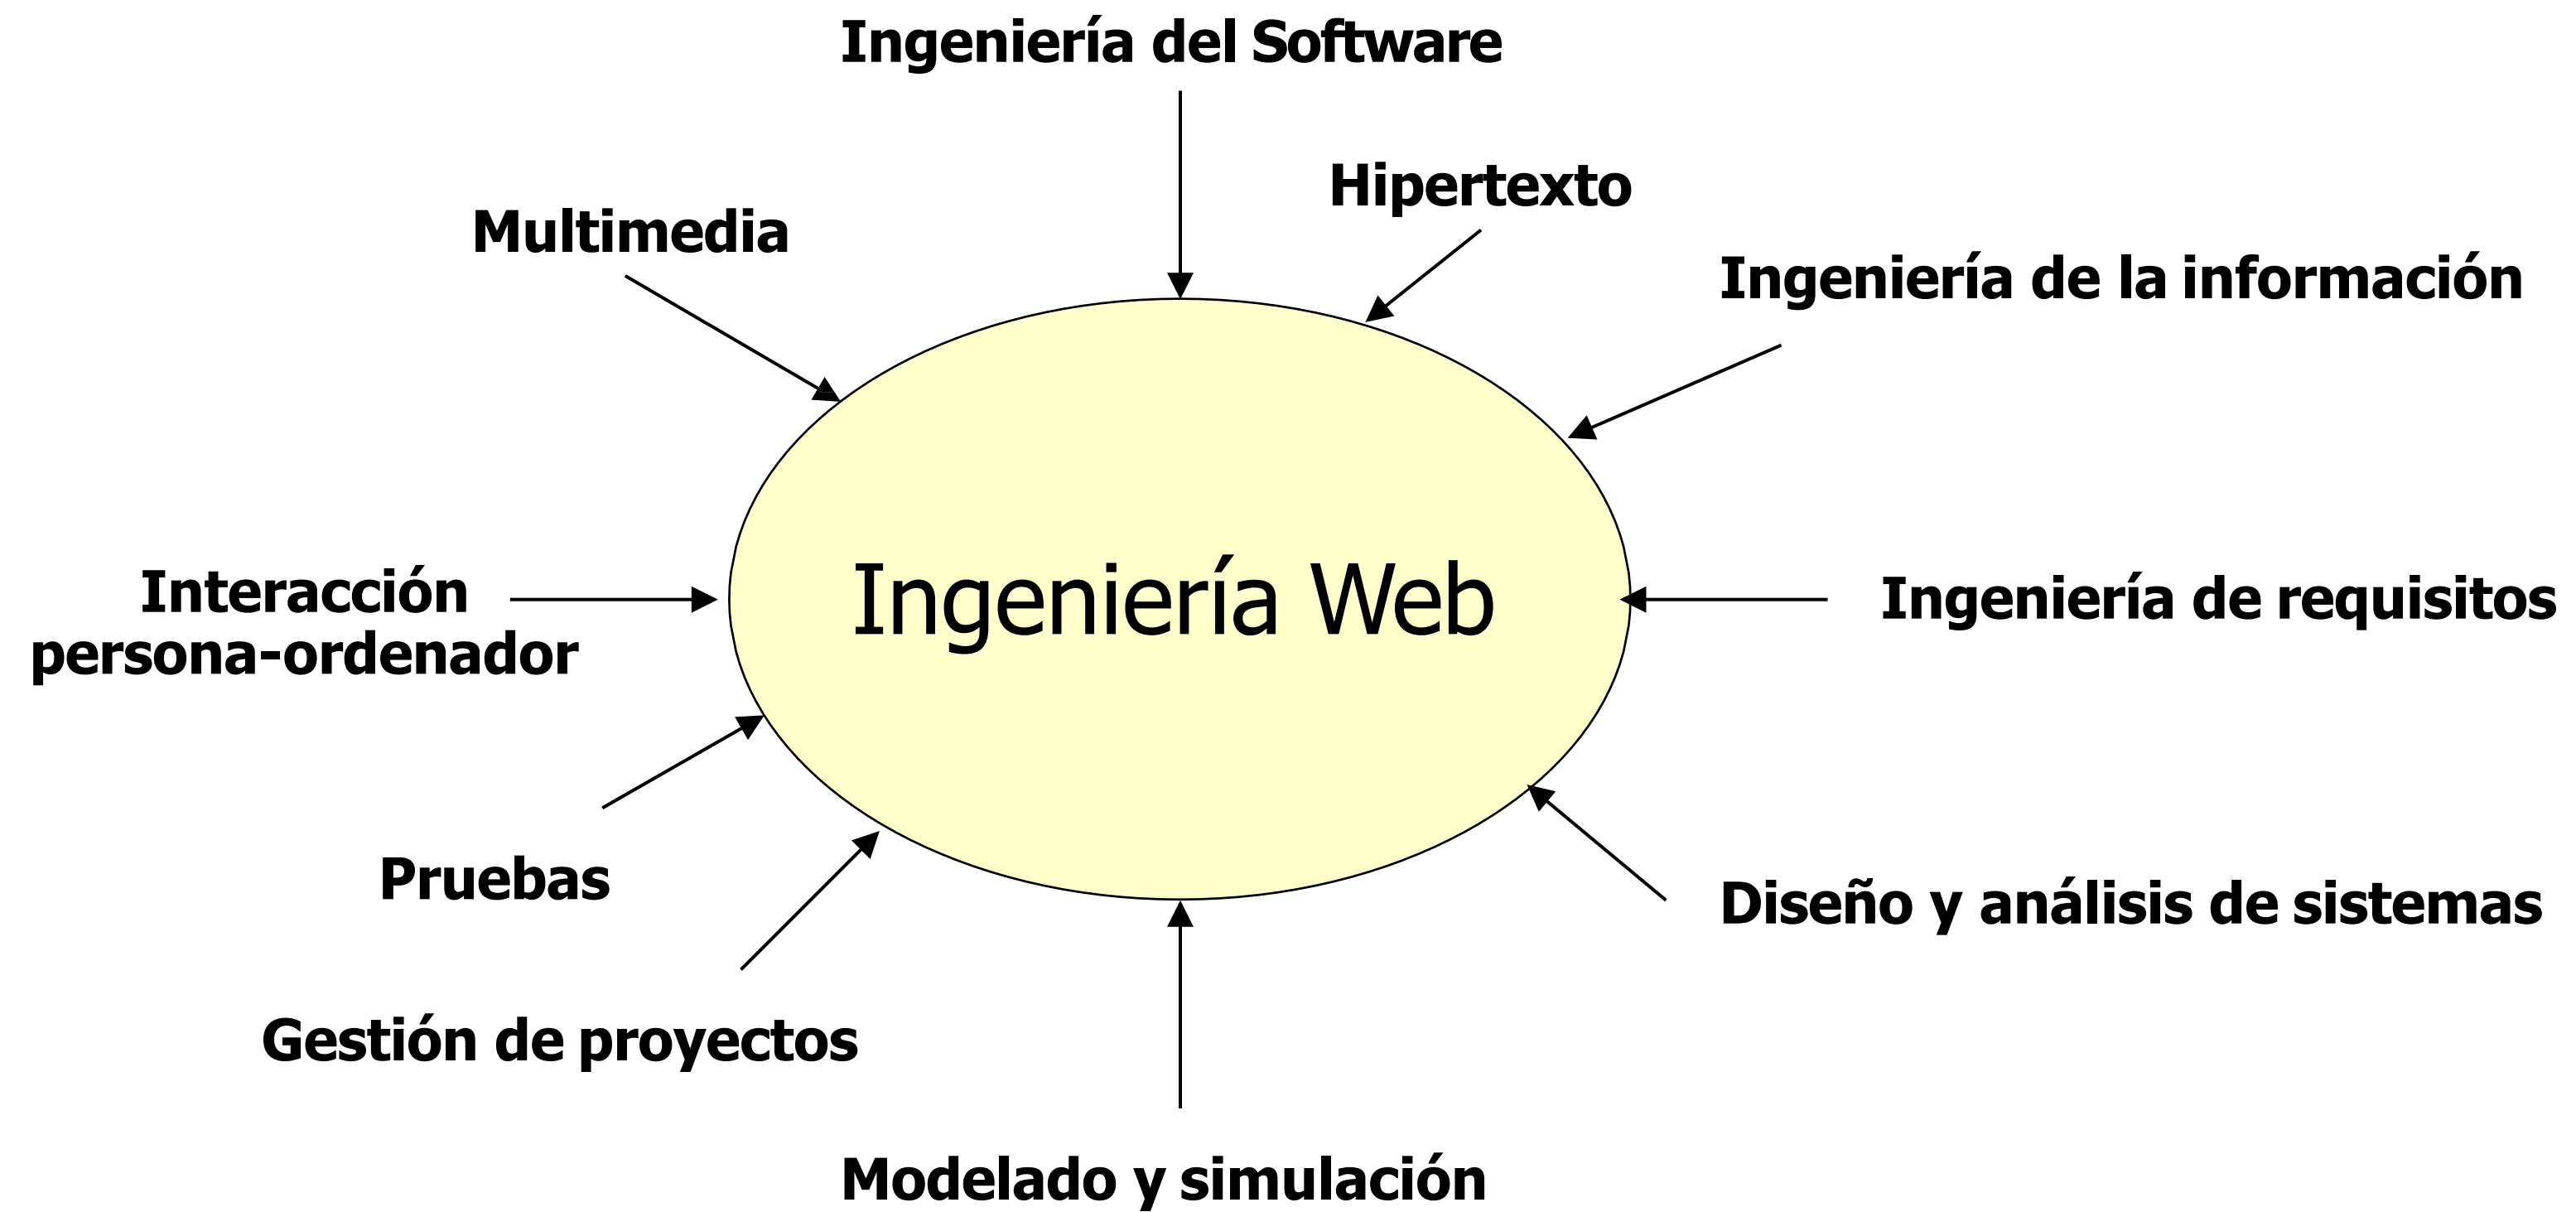 Ingeniería del Software
Hipertexto
Multimedia
Ingeniería de la información
Ingeniería Web
Interacción
persona-ordenador
Ingeniería de requisitos
Pruebas
Diseño y análisis de sistemas
Gestión de proyectos
Modelado y simulación